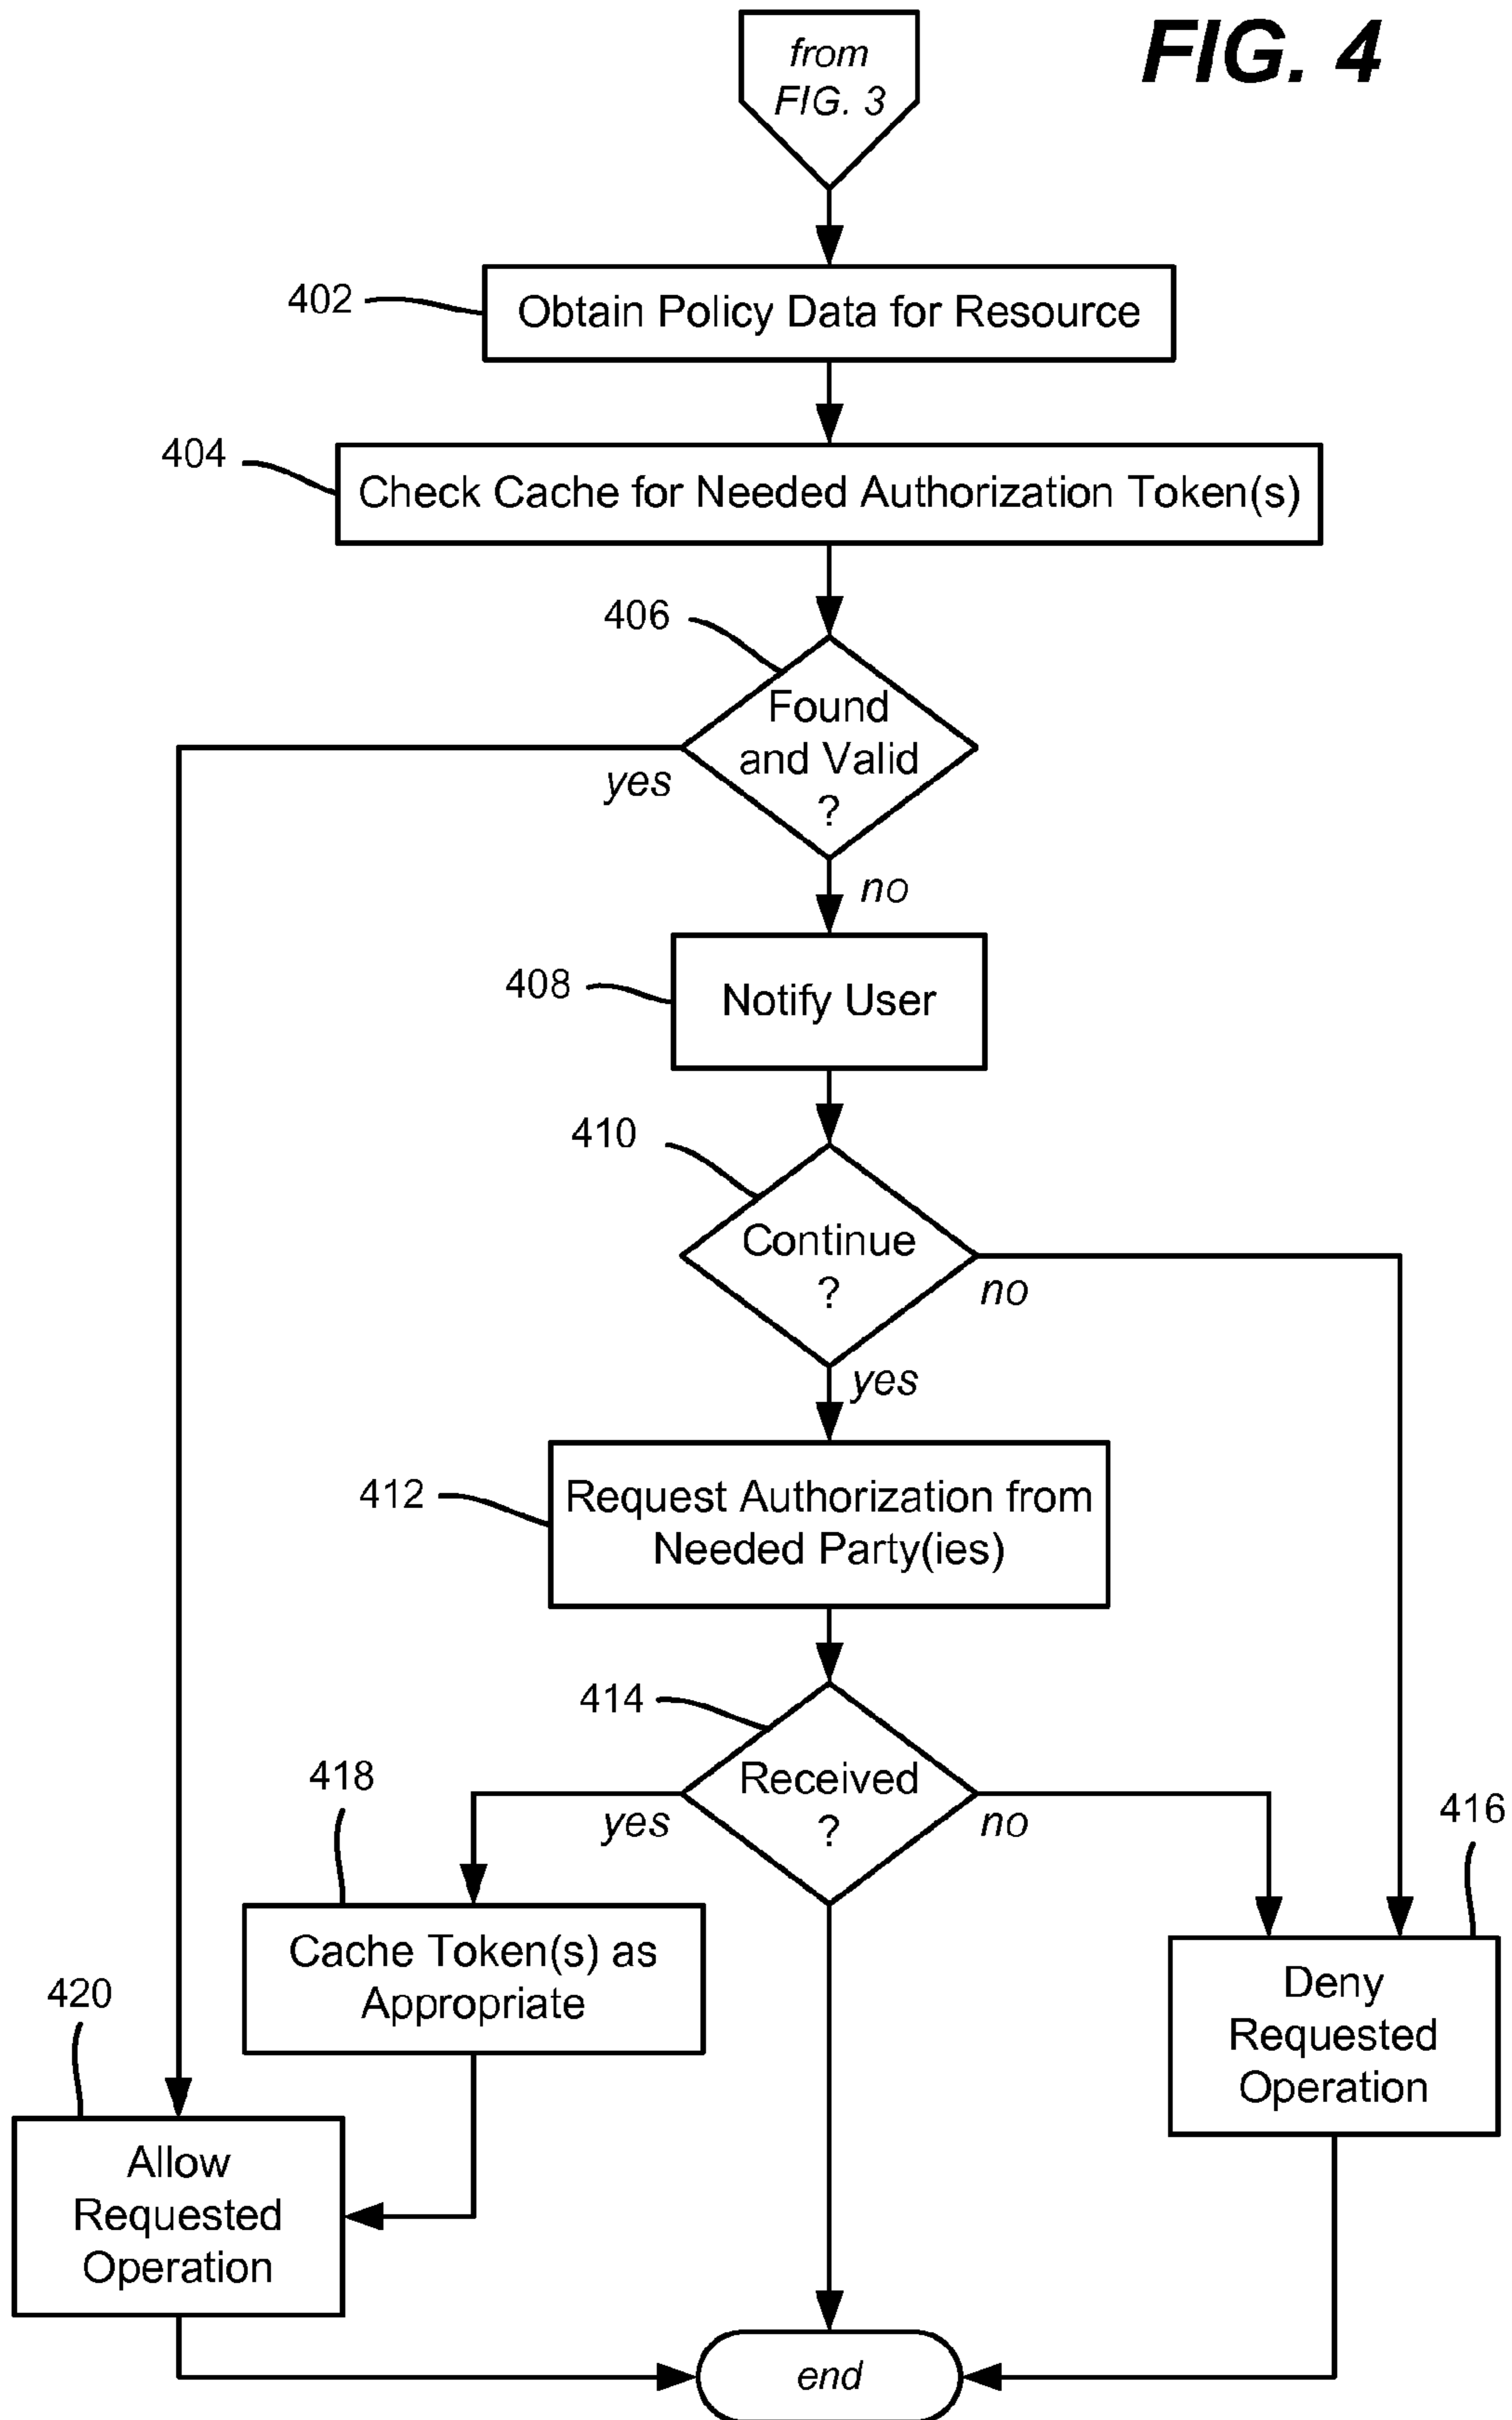 FIG. 4
from
FIG. 3
402
Obtain Policy Data for Resource
404
Check Cache for Needed Authorization Token(s)
406
Found
and Valid
?
yes
no
408
Notify User
410
Continue
?
no
yes
412
Request Authorization from
Needed Party(ies)
414
Received
?
yes
no
418
416
Cache Token(s) as
Appropriate
Deny
Requested
Operation
420
Allow
Requested
Operation
end